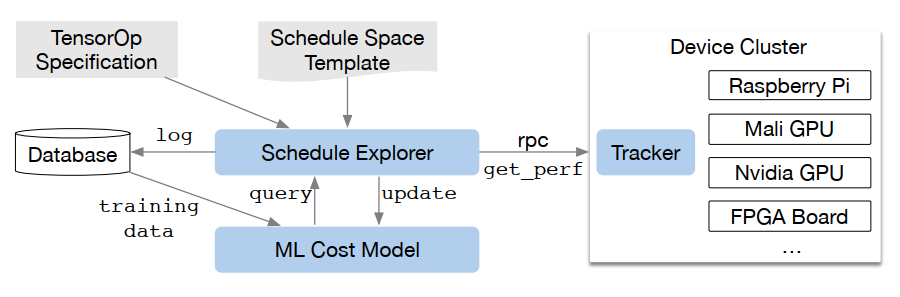 TensorOp
Specification
Schedule Space
Template
Device Cluster
Raspberry Pi
Mali GPU
Nvidia GPU
FPGA Board
...
Database
log
Schedule Explorer
rpc
get_perf
Tracker
training
data
query
update
ML Cost Model